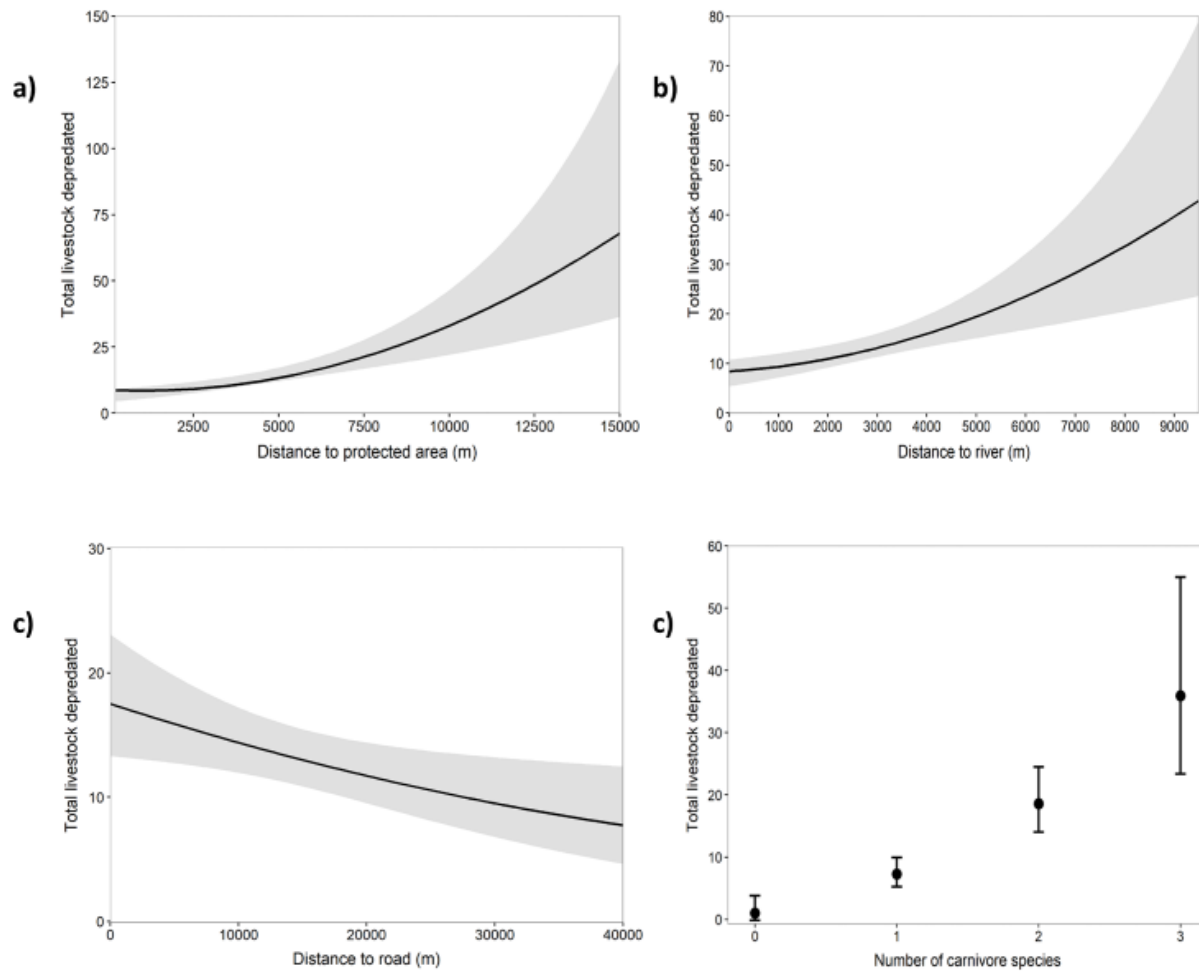 a)
Total livestock depredated
150
125
100
75
50
25
0
2500 5000 7500 10000 12500 15000
Distance to protected area (m)
b)
Total livestock depredated
80
70
60
50
40
30
20
10
0
0 1000 2000 3000 4000 5000 6000 7000 8000 9000
Distance to river (m)
c)
Total livestock depredated
30
20
10
0
0 10000 20000 30000 40000
Distance to road (m)
c)
Total livestock depredated
60
50
40
30
20
10
0
0 1 2 3
Number of carnivore species